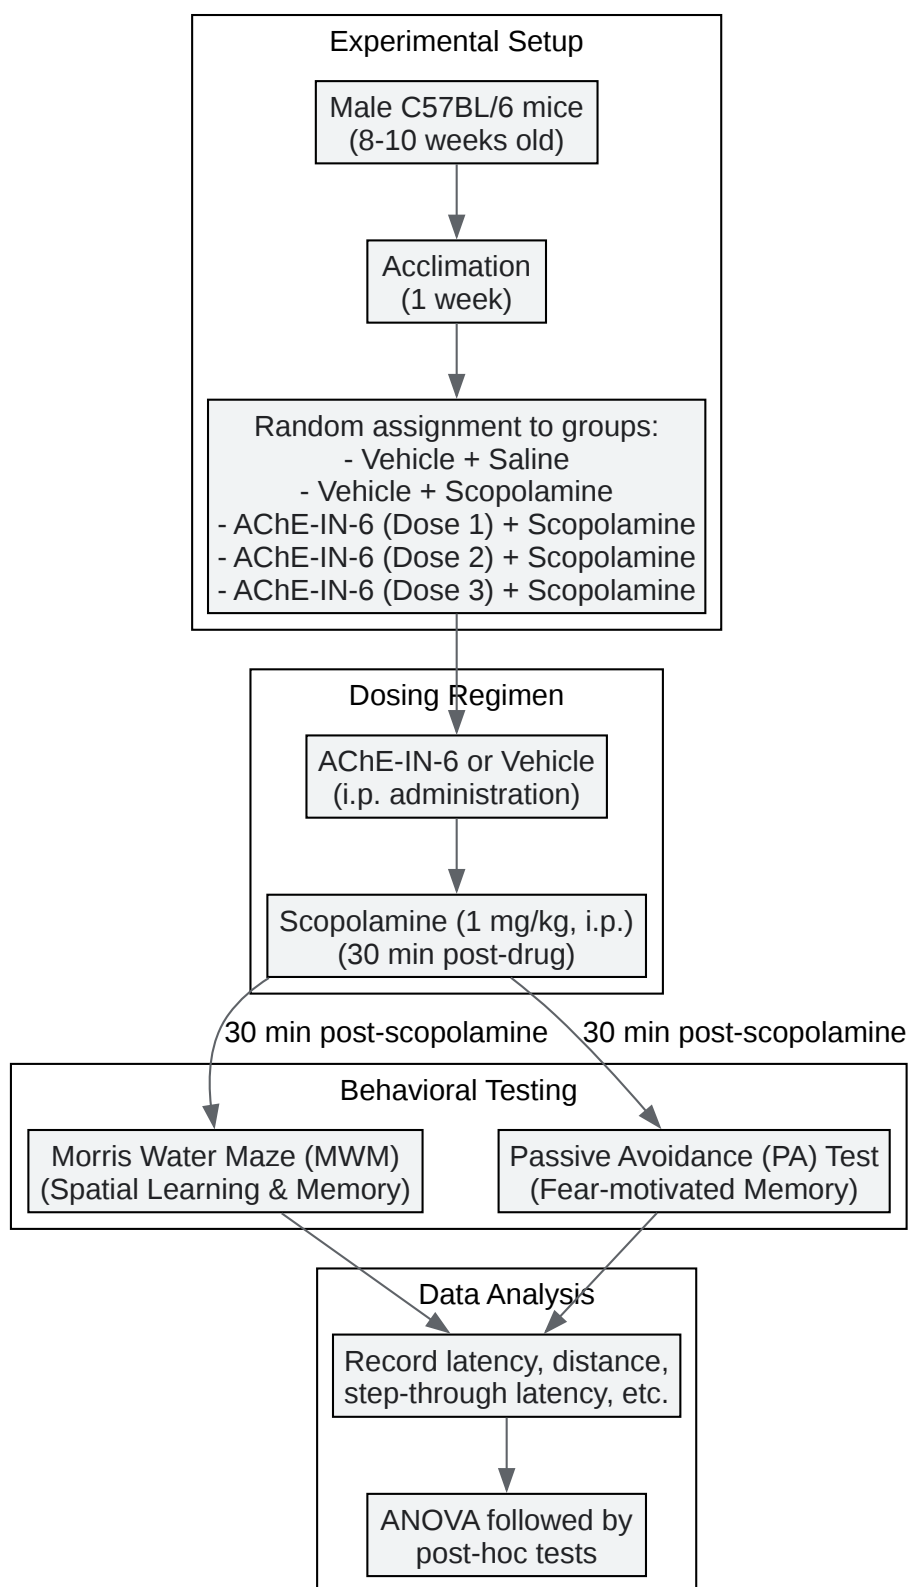 Experimental Setup
Male C57BL/6 mice
(8-10 weeks old)
Acclimation
(1 week)
Random assignment to groups:
- Vehicle + Saline
- Vehicle + Scopolamine
- AChE-IN-6 (Dose 1) + Scopolamine
- AChE-IN-6 (Dose 2) + Scopolamine
- AChE-IN-6 (Dose 3) + Scopolamine
Dosing Regimen
AChE-IN-6 or Vehicle
(i.p. administration)
Scopolamine (1 mg/kg, i.p.)
(30 min post-drug)
30 min post-scopolamine
30 min post-scopolamine
Behavioral Testing
Morris Water Maze (MWM)
(Spatial Learning & Memory)
Passive Avoidance (PA) Test
(Fear-motivated Memory)
Data Analysis
Record latency, distance,
step-through latency, etc.
ANOVA followed by
post-hoc tests